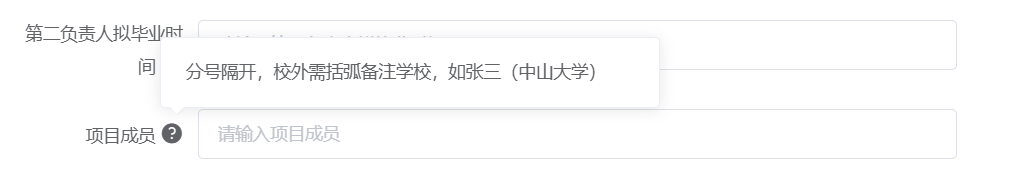 第二负责人拟毕业时
间
分号隔开，校外需括弧备注学校，如张三（中山大学）
项目成员
请输入项目成员